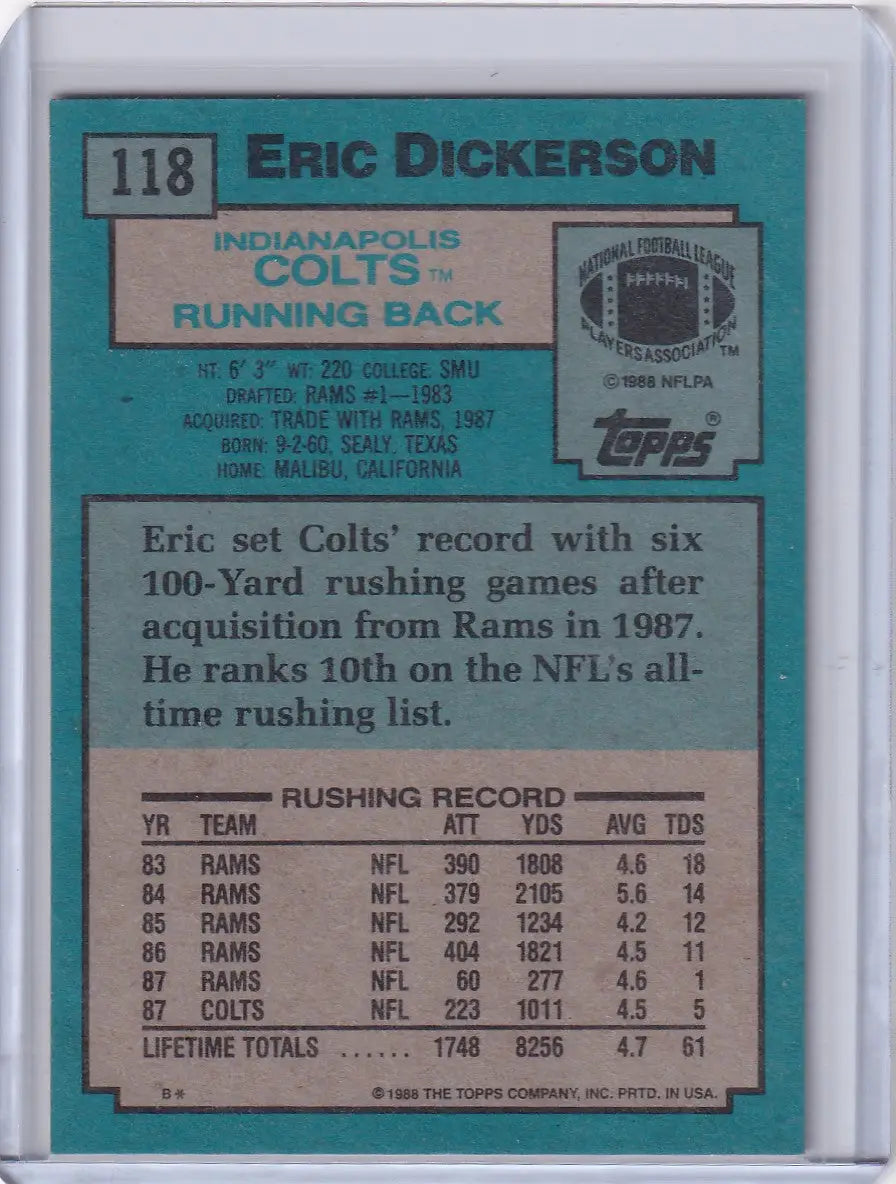 118
ERIC DICKERSON
INDIANAPOLIS
COLTS™
RUNNING BACK
NATIONAL FOOTBALL LEAGUE
PLAYERS ASSOCIATION™
©1988 NFLPA
TOPPS®
HT: 6' 3" WT: 220 COLLEGE: SMU
DRAFTED: RAMS #1—1983
ACQUIRED: TRADE WITH RAMS, 1987
BORN: 9-2-60, SEALY, TEXAS
HOME: MALIBU, CALIFORNIA
Eric set Colts' record with six
100-Yard rushing games after
acquisition from Rams in 1987.
He ranks 10th on the NFL's all-
time rushing list.
RUSHING RECORD
YR TEAM ATT YDS AVG TDS
83 RAMS NFL 390 1808 4.6 18
84 RAMS NFL 379 2105 5.6 14
85 RAMS NFL 292 1234 4.2 12
86 RAMS NFL 404 1821 4.5 11
87 RAMS NFL 60 277 4.6 1
87 COLTS NFL 223 1011 4.5 5
LIFETIME TOTALS ...... 1748 8256 4.7 61
B* ©1988 THE TOPPS COMPANY, INC. PRTD. IN USA.